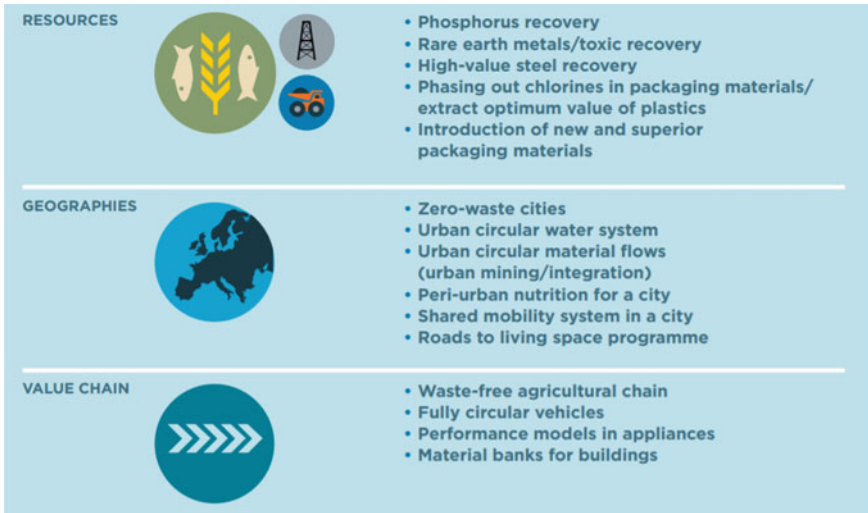 RESOURCES
• Phosphorus recovery
• Rare earth metals/toxic recovery
• High-value steel recovery
• Phasing out chlorines in packaging materials/
extract optimum value of plastics
• Introduction of new and superior
packaging materials
GEOGRAPHIES
• Zero-waste cities
• Urban circular water system
• Urban circular material flows
(urban mining/integration)
• Peri-urban nutrition for a city
• Shared mobility system in a city
• Roads to living space programme
VALUE CHAIN
• Waste-free agricultural chain
• Fully circular vehicles
• Performance models in appliances
• Material banks for buildings